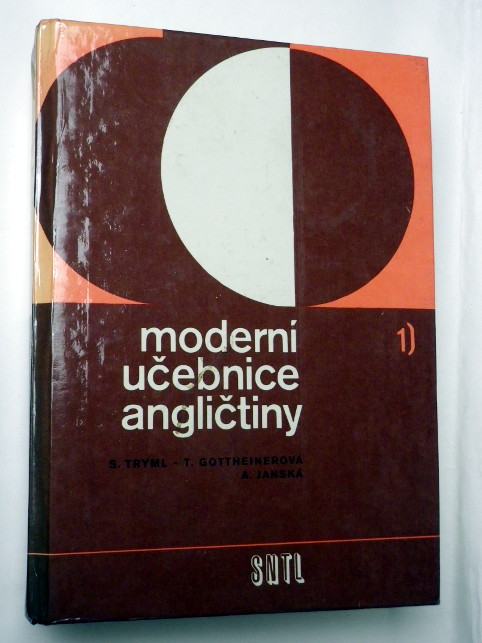 moderní 1)
učebnice
angličtiny
S. TRYML - T. GOTTHEINEROVÁ
A. JANSKÁ
SNTL